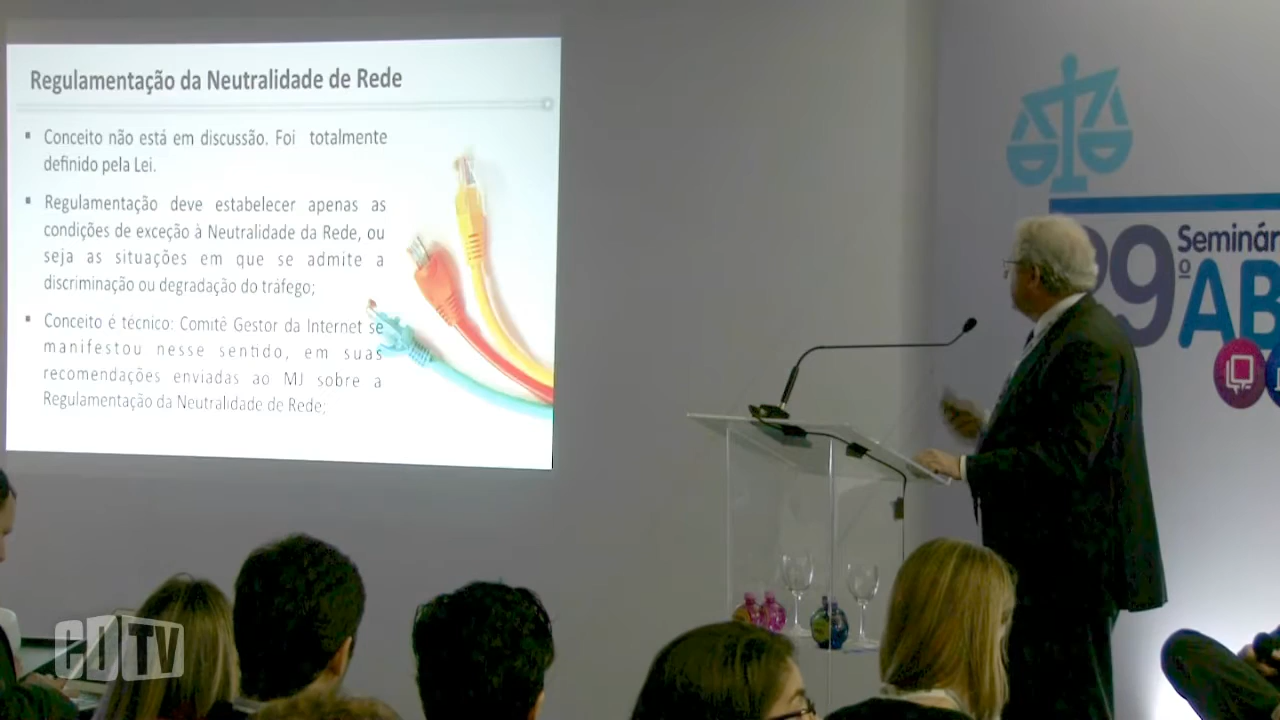 Regulamentação da Neutralidade de Rede
Conceito não está em discussão. Foi totalmente
definido pela Lei.
Regulamentação deve estabelecer apenas as
condições de exceção à Neutralidade da Rede, ou
seja as situações em que se admite a
discriminação ou degradação do tráfego;
Conceito é técnico: Comitê Gestor da Internet se
manifestou nesse sentido, em suas
recomendações enviadas ao MJ sobre a
Regulamentação da Neutralidade de Rede;
29º Seminár
AB
CDTV